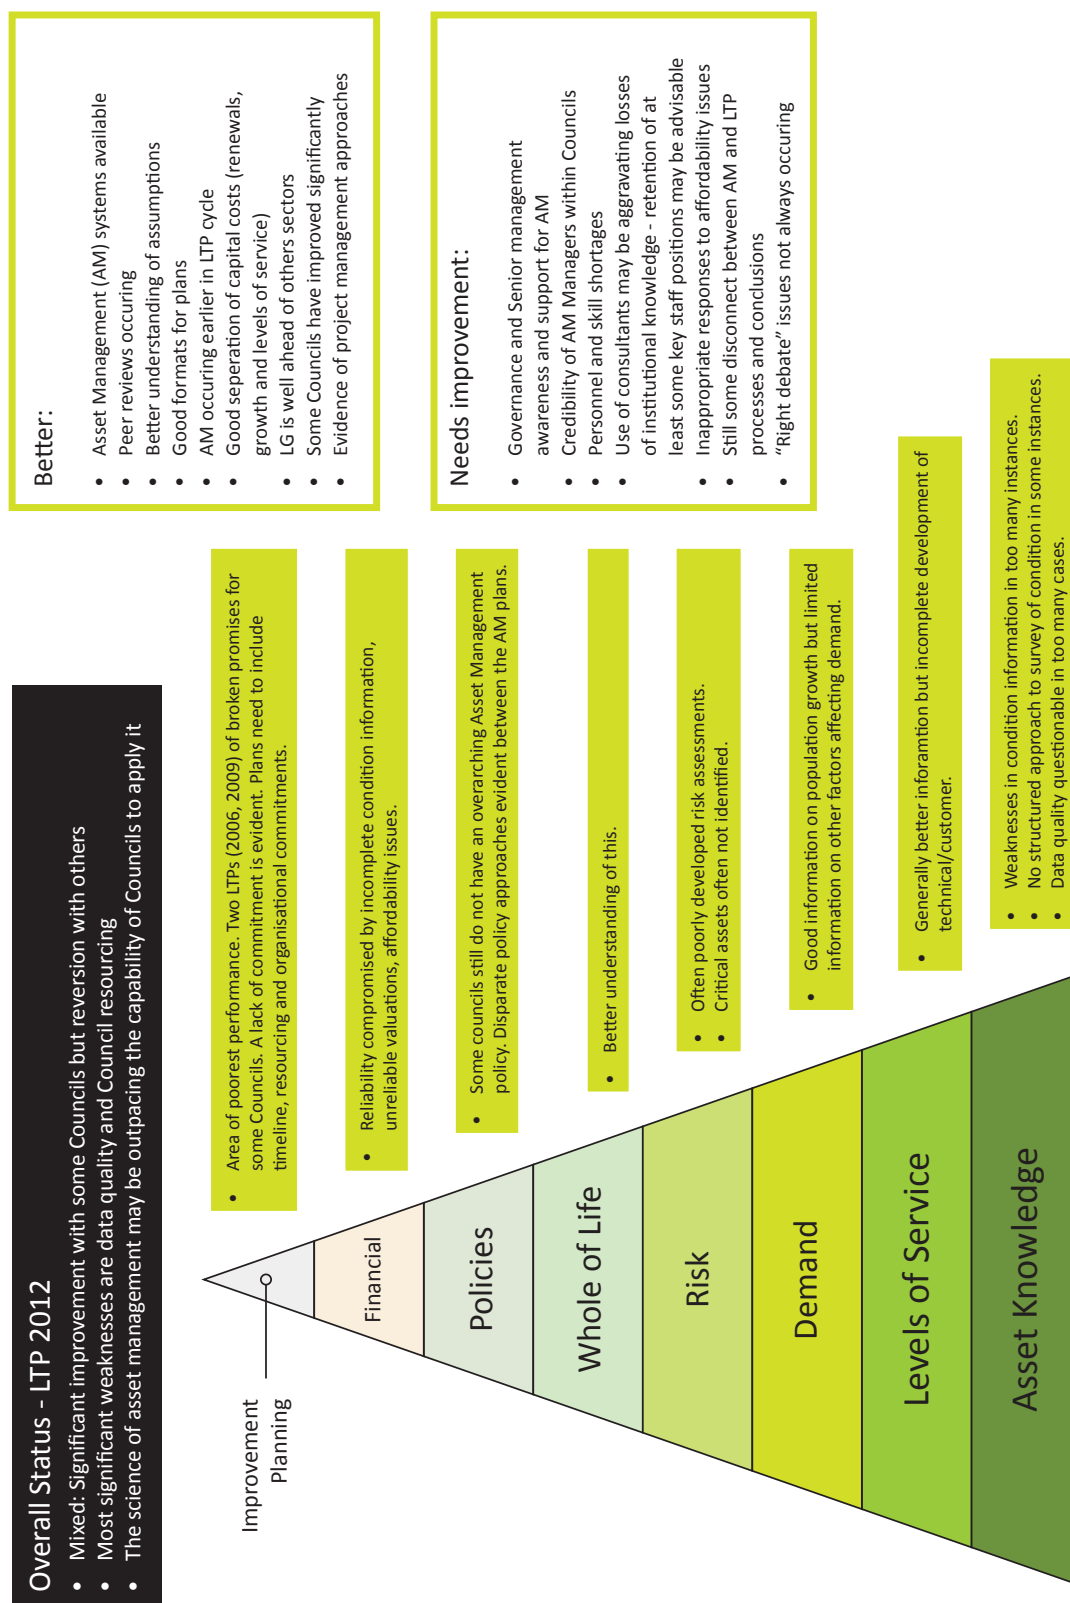 Overall Status - LTP 2012
• Mixed: Significant improvement with some Councils but reversion with others
• Most significant weaknesses are data quality and Council resourcing
• The science of asset management may be outpacing the capability of Councils to apply it
Better:
• Asset Management (AM) systems available
• Peer reviews occuring
• Better understanding of assumptions
• Good formats for plans
• AM occuring earlier in LTP cycle
• Good seperation of capital costs (renewals,
growth and levels of service)
• LG is well ahead of others sectors
• Some Councils have improved significantly
• Evidence of project management approaches
Needs improvement:
• Governance and Senior management
awareness and support for AM
• Credibility of AM Managers within Councils
• Personnel and skill shortages
• Use of consultants may be aggravating losses
of institutional knowledge - retention of at
least some key staff positions may be advisable
• Inappropriate responses to affordability issues
• Still some disconnect between AM and LTP
processes and conclusions
• “Right debate” issues not always occuring
Improvement
Planning
• Area of poorest performance. Two LTPs (2006, 2009) of broken promises for
some Councils. A lack of commitment is evident. Plans need to include
timeline, resourcing and organisational commitments.
Financial
• Reliability compromised by incomplete condition information,
unreliable valuations, affordability issues.
Policies
• Some councils still do not have an overarching Asset Management
policy. Disparate policy approaches evident between the AM plans.
Whole of Life
• Better understanding of this.
Risk
• Often poorly developed risk assessments.
• Critical assets often not identified.
Demand
• Good information on population growth but limited
information on other factors affecting demand.
Levels of Service
• Generally better inforamtion but incomplete development of
technical/customer.
Asset Knowledge
• Weaknesses in condition information in too many instances.
• No structured approach to survey of condition in some instances.
• Data quality questionable in too many cases.